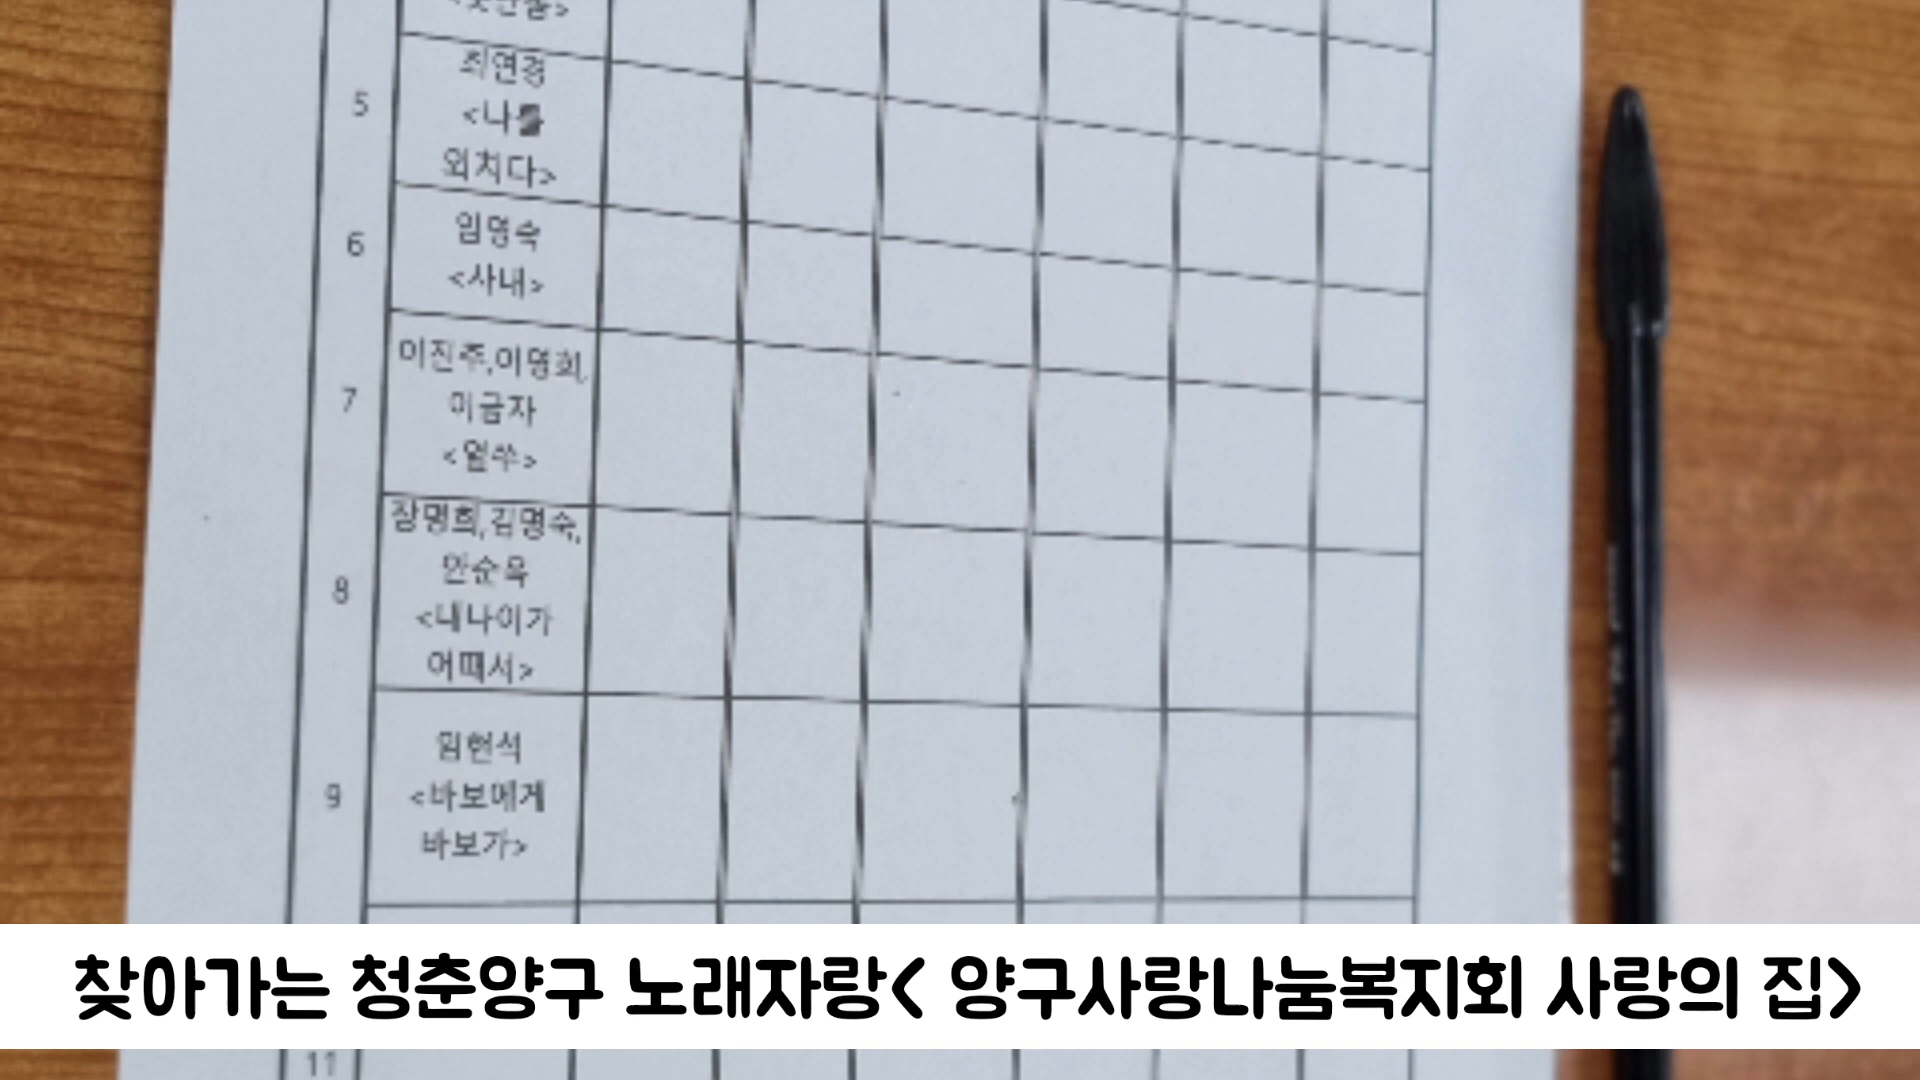 5
최연경
<나를
외치다>
6
임명숙
<사내>
7
이진주,이영희,
이금자
<얼쑤>
8
장명희,김명숙,
안순옥
<내나이가
어때서>
9
임현석
<바보에게
바보가>
찾아가는 청춘양구 노래자랑< 양구사랑나눔복지회 사랑의 집>
11